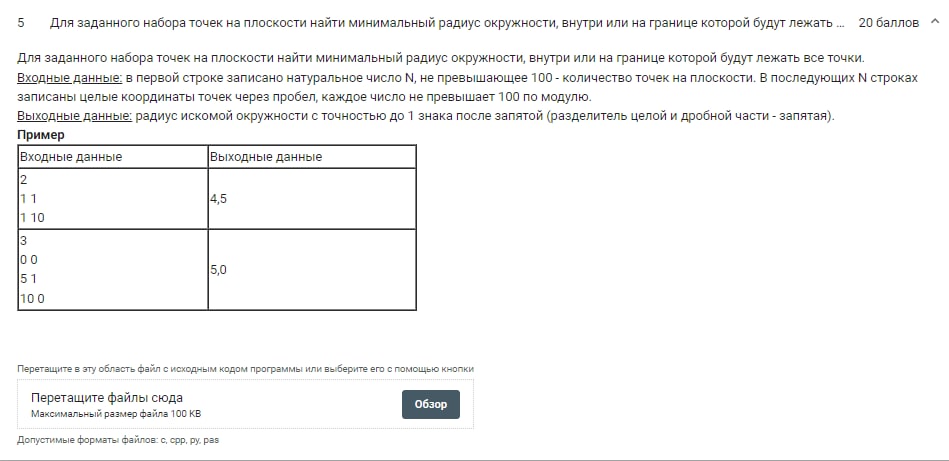 5 Для заданного набора точек на плоскости найти минимальный радиус окружности, внутри или на границе которой будут лежать ... 20 баллов
Для заданного набора точек на плоскости найти минимальный радиус окружности, внутри или на границе которой будут лежать все точки.
Входные данные: в первой строке записано натуральное число N, не превышающее 100 - количество точек на плоскости. В последующих N строках
записаны целые координаты точек через пробел, каждое число не превышает 100 по модулю.
Выходные данные: радиус искомой окружности с точностью до 1 знака после запятой (разделитель целой и дробной части - запятая).
Пример
Входные данные Выходные данные
2
1 1
1 10
4,5
3
0 0
5 1
10 0
5,0
Перетащите в эту область файл с исходным кодом программы или выберите его с помощью кнопки
Перетащите файлы сюда
Максимальный размер файла 100 KB
Обзор
Допустимые форматы файлов: c, cpp, py, pas